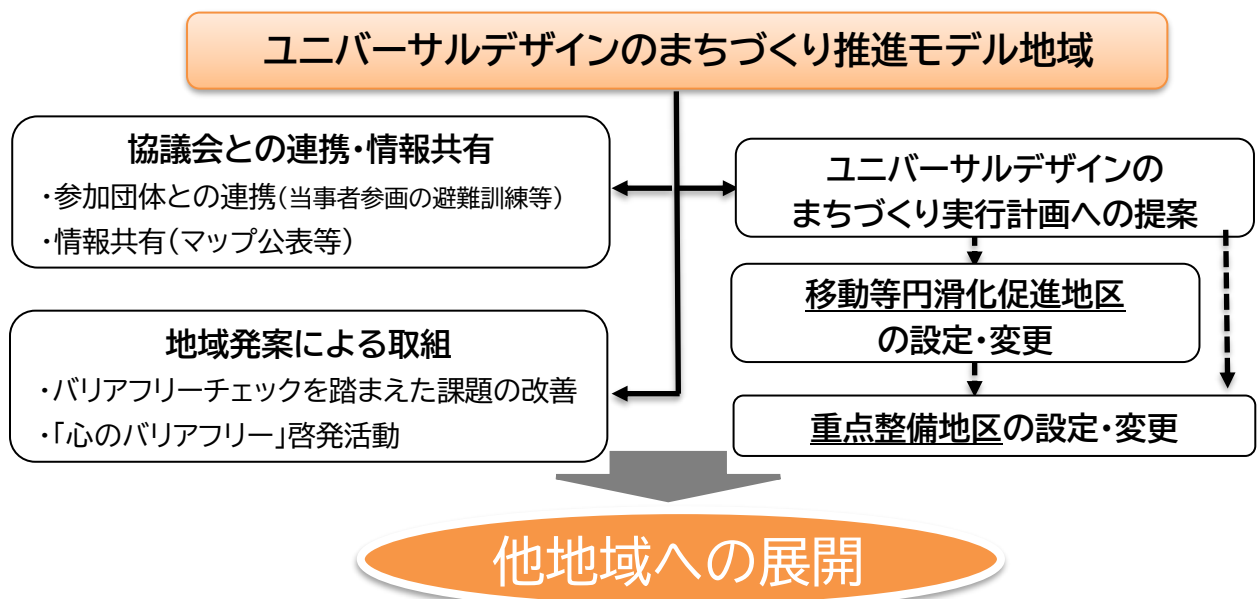 ユニバーサルデザインのまちづくり推進モデル地域
協議会との連携・情報共有
・参加団体との連携(当事者参画の避難訓練等)
・情報共有(マップ公表等)
地域発案による取組
・バリアフリーチェックを踏まえた課題の改善
・「心のバリアフリー」啓発活動
ユニバーサルデザインの
まちづくり実行計画への提案
移動等円滑化促進地区
の設定・変更
重点整備地区の設定・変更
他地域への展開